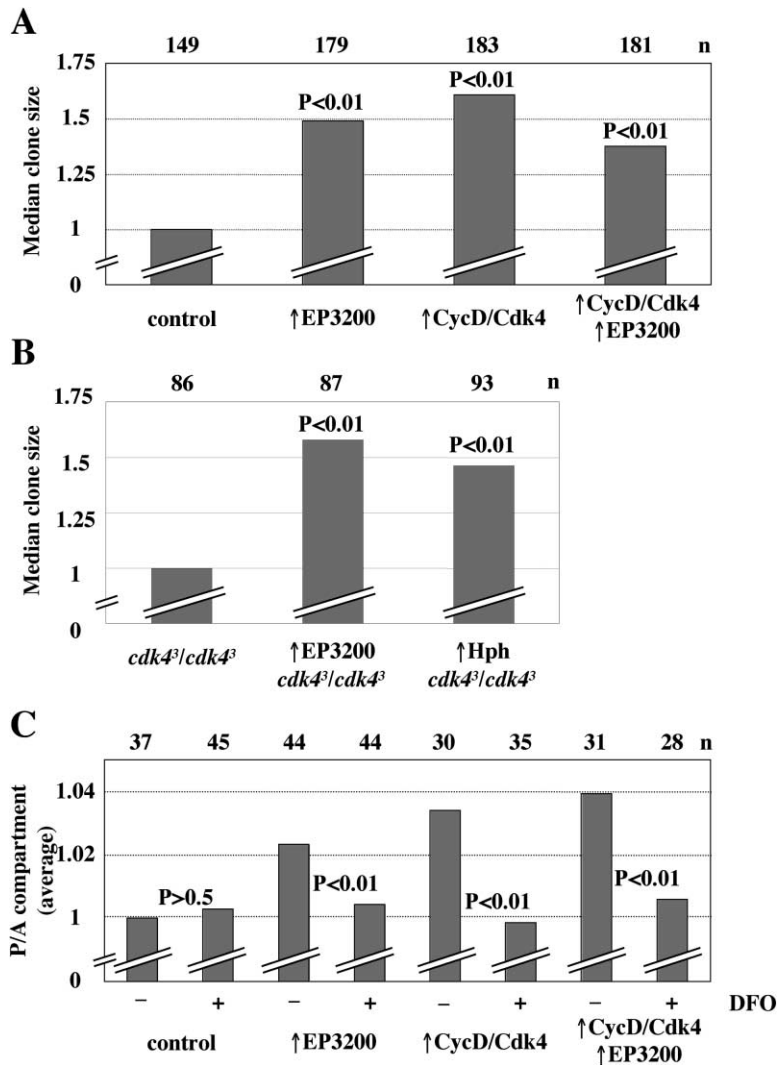 A
149 179 183 181 n
1.75
P<0.01
P<0.01
P<0.01
1.5
1.25
1
0
Median clone size
control ↑EP3200 ↑CycD/Cdk4 ↑CycD/Cdk4
↑EP3200
B
86 87 93 n
1.75
P<0.01
P<0.01
1.5
1.25
1
0
Median clone size
cdk4³/cdk4³ ↑EP3200 ↑Hph
cdk4³/cdk4³ cdk4³/cdk4³
C
37 45 44 44 30 35 31 28 n
1.04
1.02
P>0.5 P<0.01 P<0.01 P<0.01
1
0
P/A compartment
(average)
– + – + – + – + DFO
control ↑EP3200 ↑CycD/Cdk4 ↑CycD/Cdk4
↑EP3200